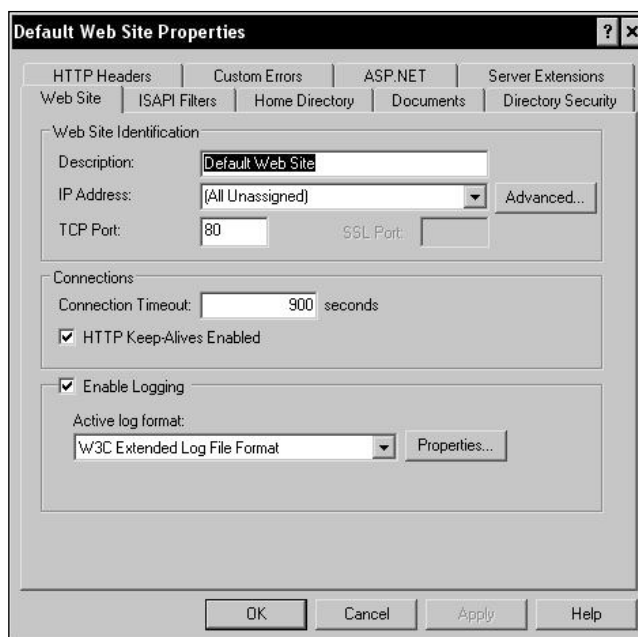 Default Web Site Properties
HTTP Headers
Custom Errors
ASP.NET
Server Extensions
Web Site
ISAPI Filters
Home Directory
Documents
Directory Security
Web Site Identification
Description: Default Web Site
IP Address: (All Unassigned) Advanced...
TCP Port: 80 SSL Port:
Connections
Connection Timeout: 900 seconds
HTTP Keep-Alives Enabled
Enable Logging
Active log format:
W3C Extended Log File Format Properties...
OK Cancel Apply Help